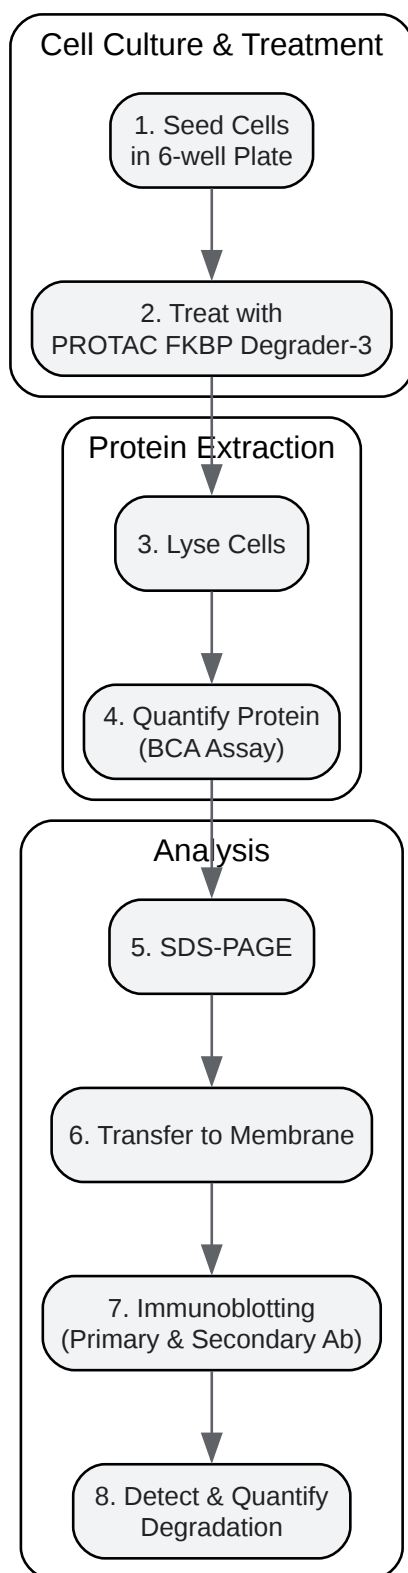 Cell Culture & Treatment
1. Seed Cells
in 6-well Plate
2. Treat with
PROTAC FKBP Degrader-3
Protein Extraction
3. Lyse Cells
4. Quantify Protein
(BCA Assay)
Analysis
5. SDS-PAGE
6. Transfer to Membrane
7. Immunoblotting
(Primary & Secondary Ab)
8. Detect & Quantify
Degradation